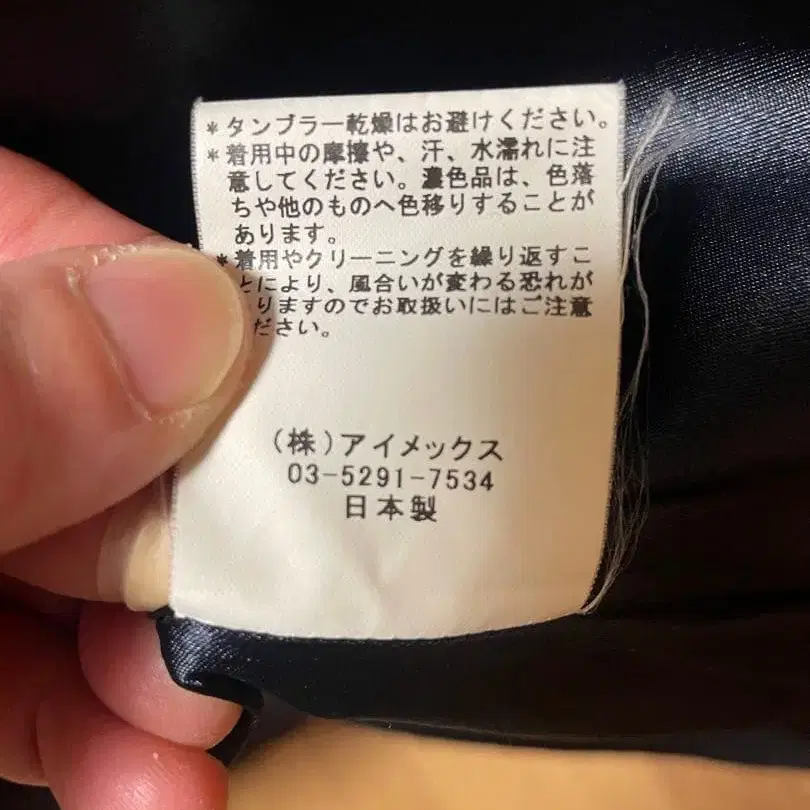 *タンブラー乾燥はお避けください。
*着用中の摩擦や、汗、水濡れに注
意してください。濃色品は、色落
ちや他のものへ色移りすることが
あります。
*着用やクリーニングを繰り返すこ
とにより、風合いが変わる恐れが
りますのでお取扱いにはご注意
ださい。
(株)アイメックス
03-5291-7534
日本製